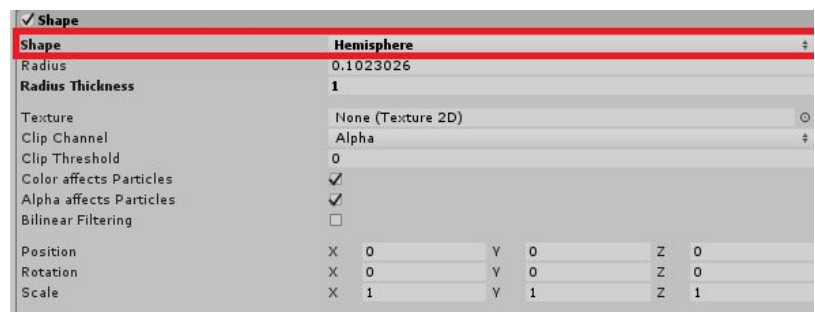 Shape
Shape Hemisphere
Radius 0.1023026
Radius Thickness 1
Texture None (Texture 2D)
Clip Channel Alpha
Clip Threshold 0
Color affects Particles
Alpha affects Particles
Bilinear Filtering
Position X 0 Y 0 Z 0
Rotation X 0 Y 0 Z 0
Scale X 1 Y 1 Z 1